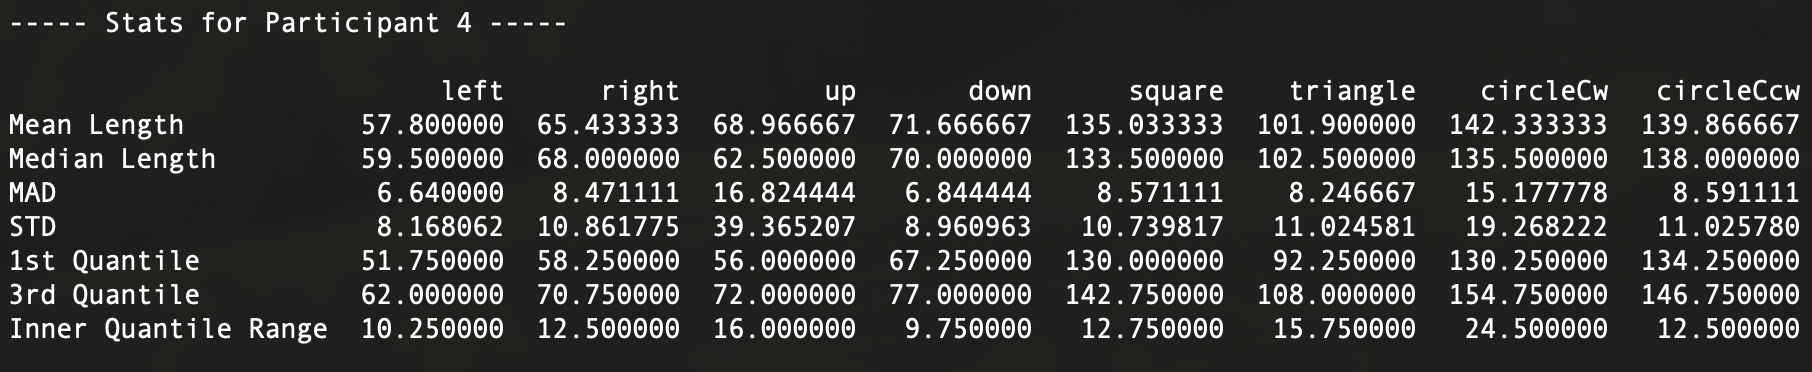 ----- Stats for Participant 4 -----
left right up down square triangle circleCw circleCcw
Mean Length 57.800000 65.433333 68.966667 71.666667 135.033333 101.900000 142.333333 139.866667
Median Length 59.500000 68.000000 62.500000 70.000000 133.500000 102.500000 135.500000 138.000000
MAD 6.640000 8.471111 16.824444 6.844444 8.571111 8.246667 15.177778 8.591111
STD 8.168062 10.861775 39.365207 8.960963 10.739817 11.024581 19.268222 11.025780
1st Quantile 51.750000 58.250000 56.000000 67.250000 130.000000 92.250000 130.250000 134.250000
3rd Quantile 62.000000 70.750000 72.000000 77.000000 142.750000 108.000000 154.750000 146.750000
Inner Quantile Range 10.250000 12.500000 16.000000 9.750000 12.750000 15.750000 24.500000 12.500000